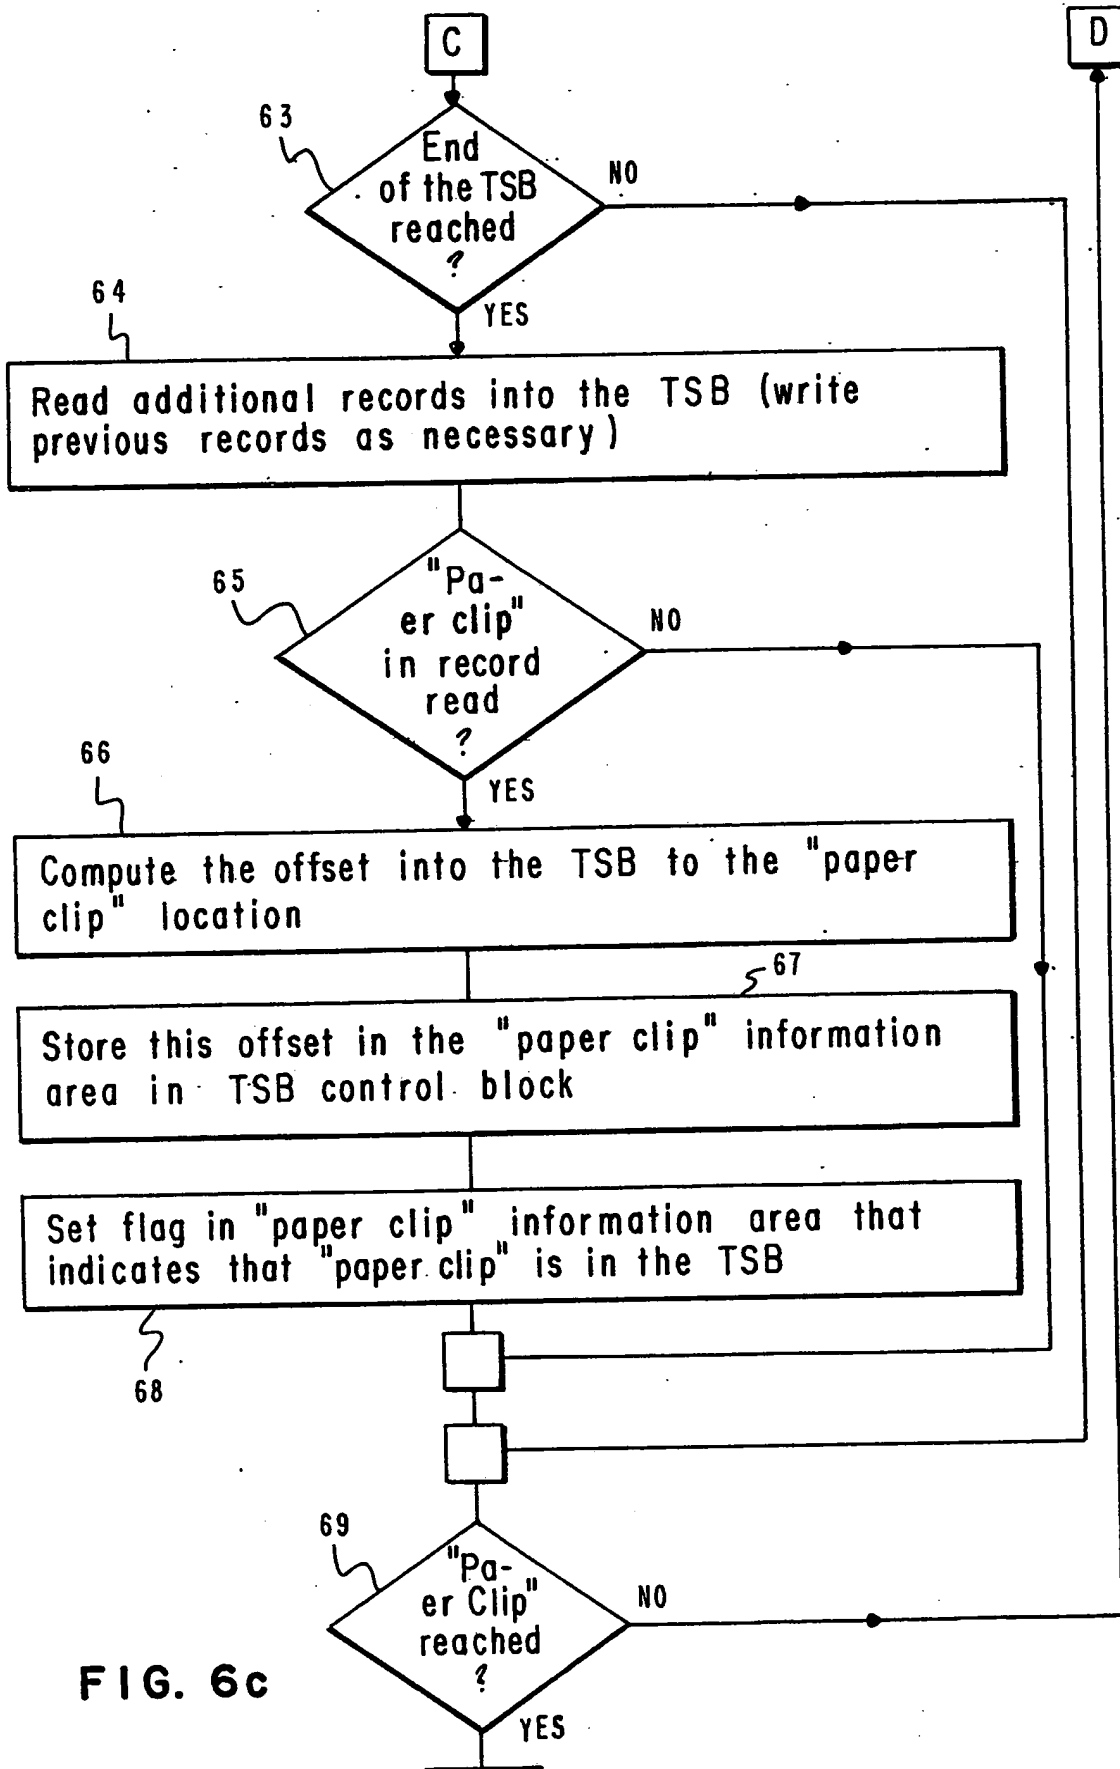 C
D
63
End
of the TSB
reached
?
NO
YES
64
Read additional records into the TSB (write
previous records as necessary)
65
"Pa-
er clip"
in record
read
?
NO
YES
66
Compute the offset into the TSB to the "paper
clip" location
67
Store this offset in the "paper clip" information
area in TSB control block
Set flag in "paper clip" information area that
indicates that "paper clip" is in the TSB
68
69
"Pa-
er Clip"
reached
?
NO
YES
FIG. 6c